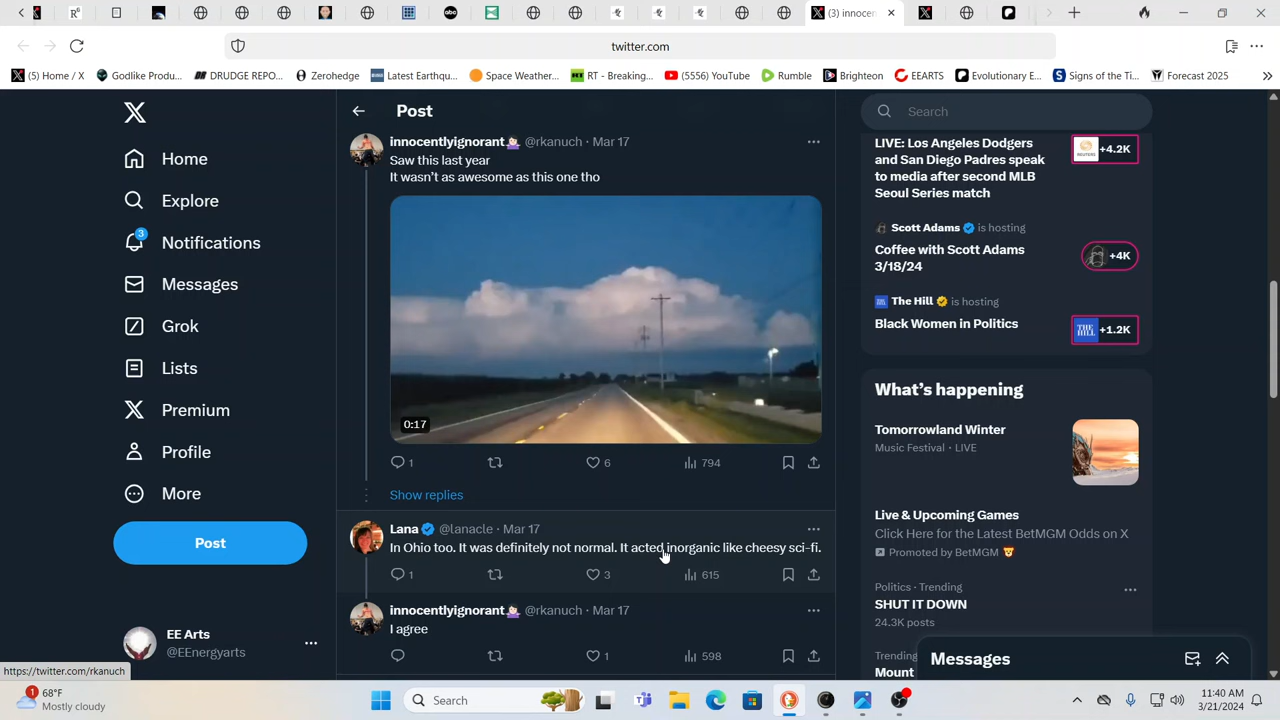 (3) innocen
twitter.com
(5) Home / X
Godlike Produ...
DRUDGE REPO...
Zerohedge
Latest Earthqu...
Space Weather...
RT - Breaking...
(5556) YouTube
Rumble
Brighteon
EEARTS
Evolutionary E...
Signs of the Ti...
Forecast 2025
Home
Explore
3
Notifications
Messages
Grok
Lists
Premium
Profile
More
Post
EE Arts
@EEnergyarts
https://twitter.com/rkanuch
Post
innocentlyignorant @rkanuch · Mar 17
Saw this last year
It wasn't as awesome as this one tho
0:17
1 6 794
Show replies
Lana @lanacle · Mar 17
In Ohio too. It was definitely not normal. It acted inorganic like cheesy sci-fi.
1 3 615
innocentlyignorant @rkanuch · Mar 17
I agree
1 598
Search
LIVE: Los Angeles Dodgers
and San Diego Padres speak
to media after second MLB
Seoul Series match
REUTERS
+4.2K
Scott Adams is hosting
Coffee with Scott Adams
3/18/24
+4K
The Hill is hosting
Black Women in Politics
THE HILL
+1.2K
What's happening
Tomorrowland Winter
Music Festival · LIVE
Live & Upcoming Games
Click Here for the Latest BetMGM Odds on X
Promoted by BetMGM
Politics · Trending
SHUT IT DOWN
24.3K posts
Trending
Mount
Messages
1
68°F
Mostly cloudy
Search
11:40 AM
3/21/2024